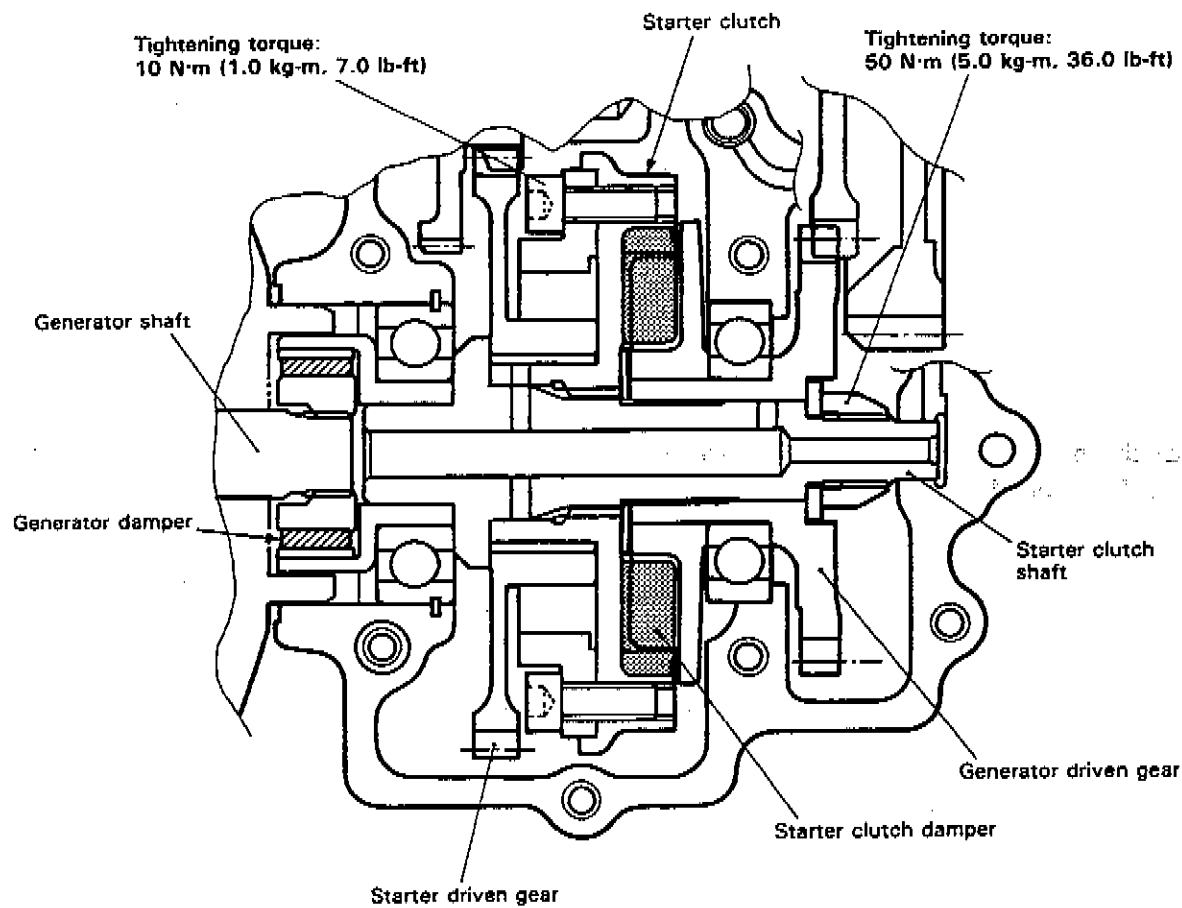 Starter clutch
Tightening torque:
10 N·m (1.0 kg-m, 7.0 lb-ft)
Tightening torque:
50 N·m (5.0 kg-m, 36.0 lb-ft)
Generator shaft
Generator damper
Starter clutch
shaft
Generator driven gear
Starter clutch damper
Starter driven gear